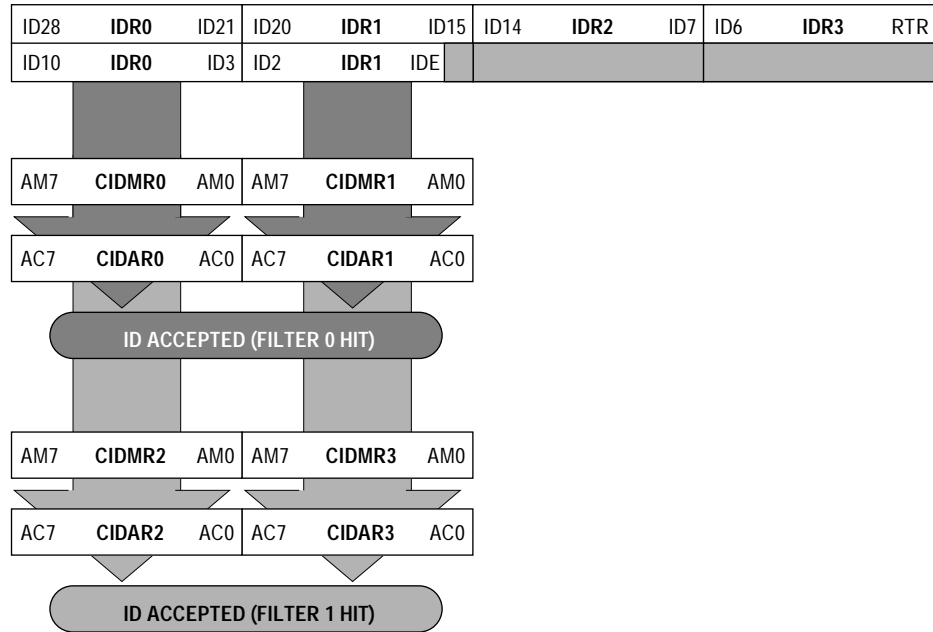 ID28 IDR0 ID21 ID20 IDR1 ID15 ID14 IDR2 ID7 ID6 IDR3 RTR
ID10 IDR0 ID3 ID2 IDR1 IDE
AM7 CIDMR0 AM0 AM7 CIDMR1 AM0
AC7 CIDAR0 AC0 AC7 CIDAR1 AC0
ID ACCEPTED (FILTER 0 HIT)
AM7 CIDMR2 AM0 AM7 CIDMR3 AM0
AC7 CIDAR2 AC0 AC7 CIDAR3 AC0
ID ACCEPTED (FILTER 1 HIT)